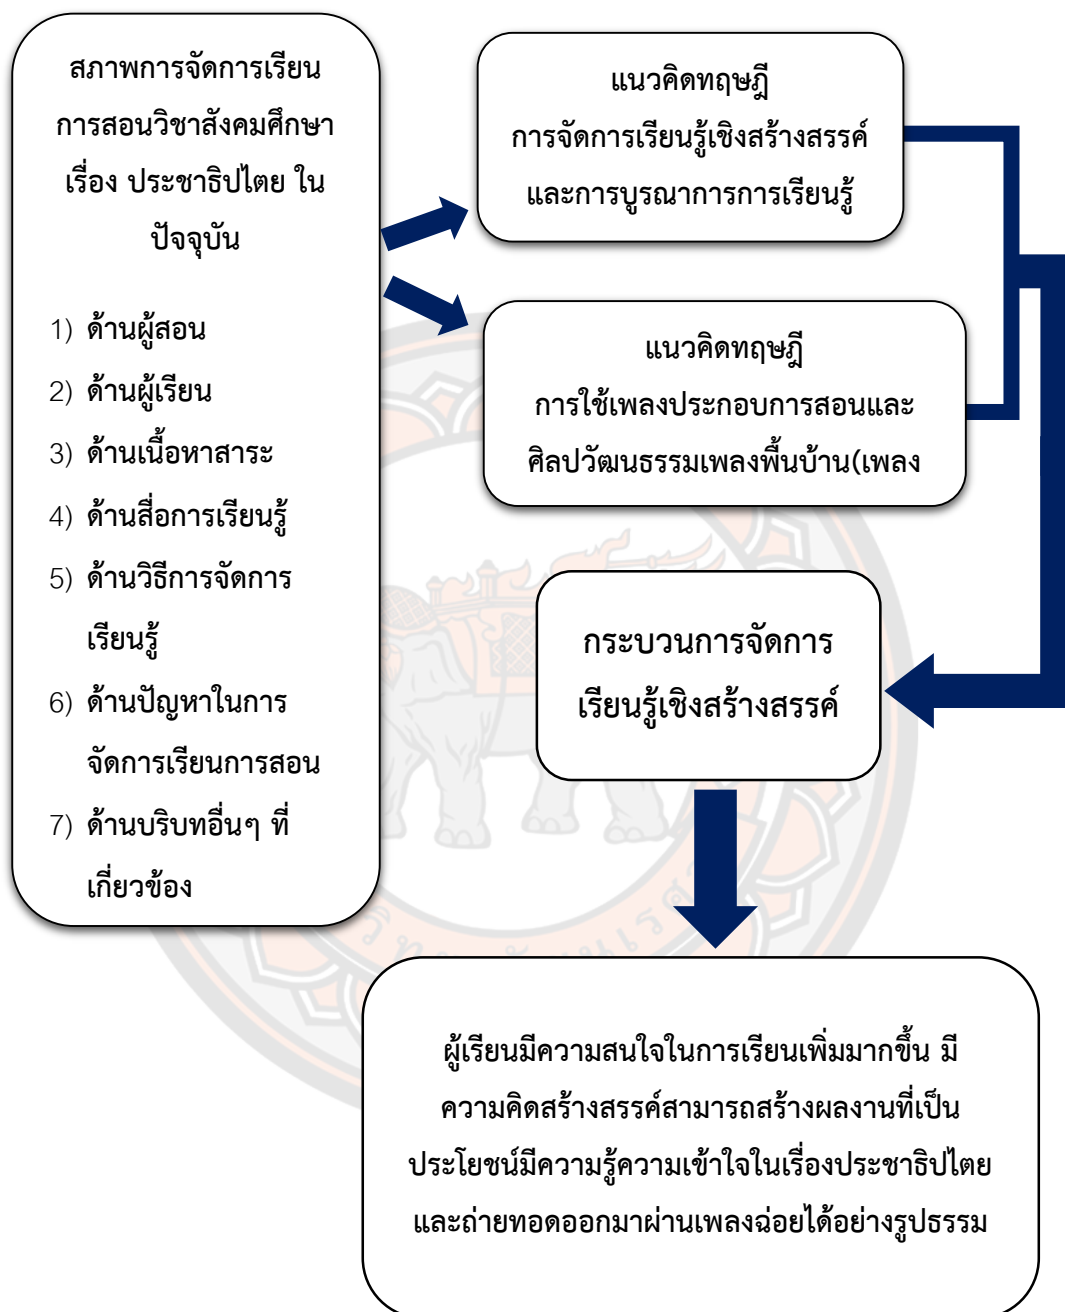 สภาพการจัดการเรียน
การสอนวิชาสังคมศึกษา
เรื่อง ประชาธิปไตย ใน
ปัจจุบัน
1) ด้านผู้สอน
2) ด้านผู้เรียน
3) ด้านเนื้อหาสาระ
4) ด้านสื่อการเรียนรู้
5) ด้านวิธีการจัดการ
เรียนรู้
6) ด้านปัญหาในการ
จัดการเรียนการสอน
7) ด้านบริบทอื่นๆ ที่
เกี่ยวข้อง
แนวคิดทฤษฎี
การจัดการเรียนรู้เชิงสร้างสรรค์
และการบูรณาการการเรียนรู้
แนวคิดทฤษฎี
การใช้เพลงประกอบการสอนและ
ศิลปวัฒนธรรมเพลงพื้นบ้าน(เพลง
กระบวนการจัดการ
เรียนรู้เชิงสร้างสรรค์
ผู้เรียนมีความสนใจในการเรียนเพิ่มมากขึ้น มี
ความคิดสร้างสรรค์สามารถสร้างผลงานที่เป็น
ประโยชน์มีความรู้ความเข้าใจในเรื่องประชาธิปไตย
และถ่ายทอดออกมาผ่านเพลงฉ่อยได้อย่างรูปธรรม